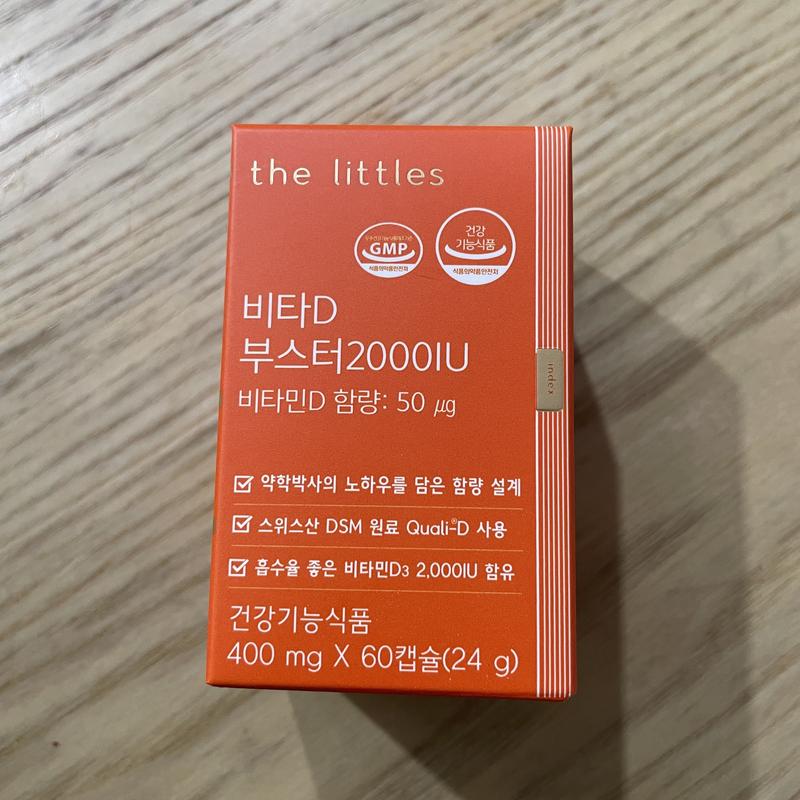 the littles
GMP
식품의약품안전처
건강
기능식품
식품의약품안전처
비타D
부스터2000IU
비타민D 함량: 50 ㎍
index
약학박사의 노하우를 담은 함량 설계
스위스산 DSM 원료 Quali®-D 사용
흡수율 좋은 비타민D3 2,000IU 함유
건강기능식품
400 mg X 60캡슐(24 g)